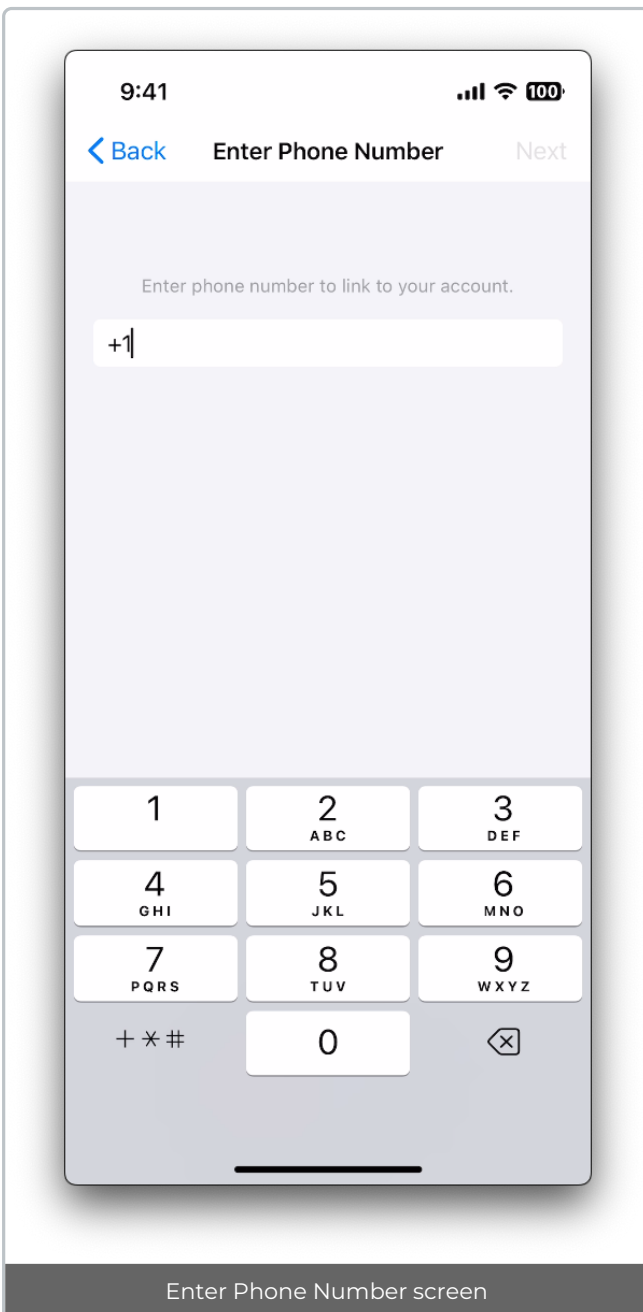 9:41 100
Back Enter Phone Number Next
Enter phone number to link to your account.
+1
1 2 3
ABC DEF
4 5 6
GHI JKL MNO
7 8 9
PQRS TUV WXYZ
+*# 0
Enter Phone Number screen